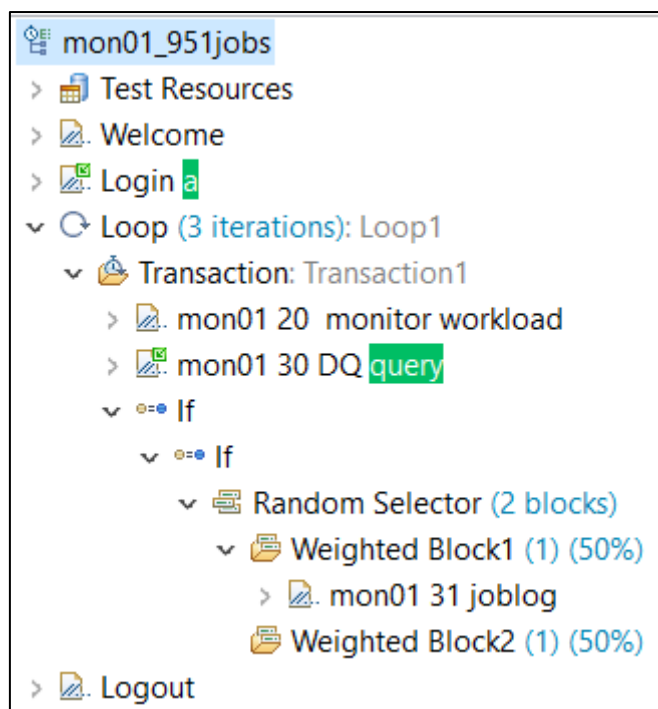 mon01_951jobs
Test Resources
Welcome
Login a
Loop (3 iterations): Loop1
Transaction: Transaction1
mon01 20  monitor workload
mon01 30 DQ query
If
If
Random Selector (2 blocks)
Weighted Block1 (1) (50%)
mon01 31 joblog
Weighted Block2 (1) (50%)
Logout